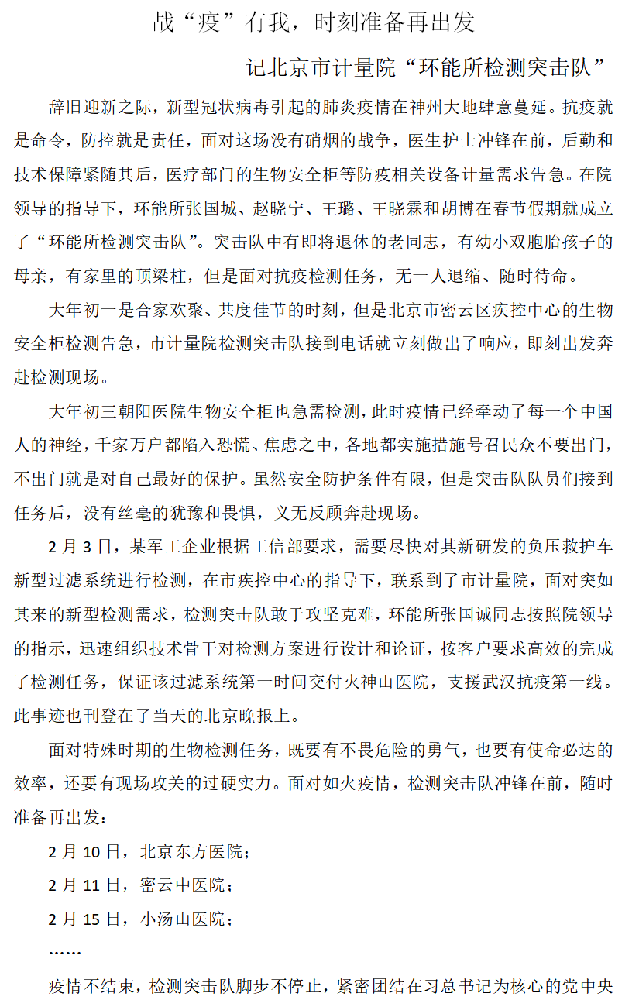 战“疫”有我，时刻准备再出发
——记北京市计量院“环能所检测突击队”
辞旧迎新之际，新型冠状病毒引起的肺炎疫情在神州大地肆意蔓延。抗疫就
是命令，防控就是责任，面对这场没有硝烟的战争，医生护士冲锋在前，后勤和
技术保障紧随其后，医疗部门的生物安全柜等防疫相关设备计量需求告急。在院
领导的指导下，环能所张国城、赵晓宁、王璐、王晓霖和胡博在春节假期就成立
了“环能所检测突击队”。突击队中有即将退休的老同志，有幼小双胞胎孩子的
母亲，有家里的顶梁柱，但是面对抗疫检测任务，无一人退缩、随时待命。
大年初一是合家欢聚、共度佳节的时刻，但是北京市密云区疾控中心的生物
安全柜检测告急，市计量院检测突击队接到电话就立刻做出了响应，即刻出发奔
赴检测现场。
大年初三朝阳医院生物安全柜也急需检测，此时疫情已经牵动了每一个中国
人的神经，千家万户都陷入恐慌、焦虑之中，各地都实施措施号召民众不要出门，
不出门就是对自己最好的保护。虽然安全防护条件有限，但是突击队队员们接到
任务后，没有丝毫的犹豫和畏惧，义无反顾奔赴现场。
2 月 3 日，某军工企业根据工信部要求，需要尽快对其新研发的负压救护车
新型过滤系统进行检测，在市疾控中心的指导下，联系到了市计量院，面对突如
其来的新型检测需求，检测突击队敢于攻坚克难，环能所张国诚同志按照院领导
的指示，迅速组织技术骨干对检测方案进行设计和论证，按客户要求高效的完成
了检测任务，保证该过滤系统第一时间交付火神山医院，支援武汉抗疫第一线。
此事迹也刊登在了当天的北京晚报上。
面对特殊时期的生物检测任务，既要有不畏危险的勇气，也要有使命必达的
效率，还要有现场攻关的过硬实力。面对如火疫情，检测突击队冲锋在前，随时
准备再出发：
2 月 10 日，北京东方医院；
2 月 11 日，密云中医院；
2 月 15 日，小汤山医院；
……
疫情不结束，检测突击队脚步不停止，紧密团结在习总书记为核心的党中央